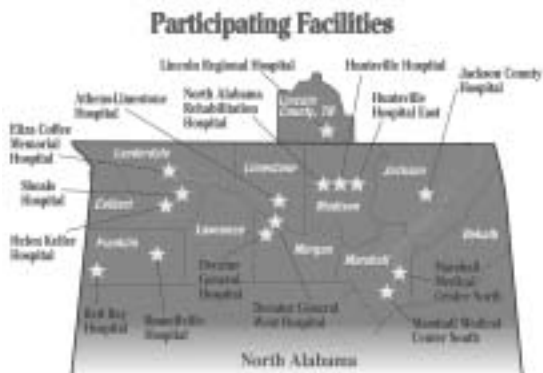 Participating Facilities
Lincoln Regional Hospital
Huntsville Hospital
Jackson County
Hospital
North Alabama
Rehabilitation
Hospital
Athens-Limestone
Hospital
Huntsville
Hospital East
Lincoln
County, TN
Eliza Coffee
Memorial
Hospital
Lauderdale
Limestone
Madison
Jackson
Shoals
Hospital
Colbert
Lawrence
Helen Keller
Hospital
Franklin
Morgan
Marshall
DeKalb
Decatur
General
Hospital
Decatur General
West Hospital
Marshall
Medical
Center North
Red Bay
Hospital
Russellville
Hospital
Marshall Medical
Center South
North Alabama